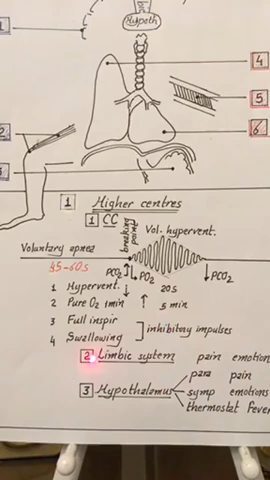 Hypoth
1
4
5
2
6
3
1 Higher centres
1 CC
breaking point
Vol. hypervent.
Voluntary apnea
45-60s
PCO2 PO2 PCO2
1 Hypervent. ↓ 20s
2 Pure O2 1min ↑ 5 min
3 Full inspir
4 Swallowing
] inhibitory impulses
2 Limbic system pain emotion
3 Hypothalamus para pain
symp emotions
thermostat fever